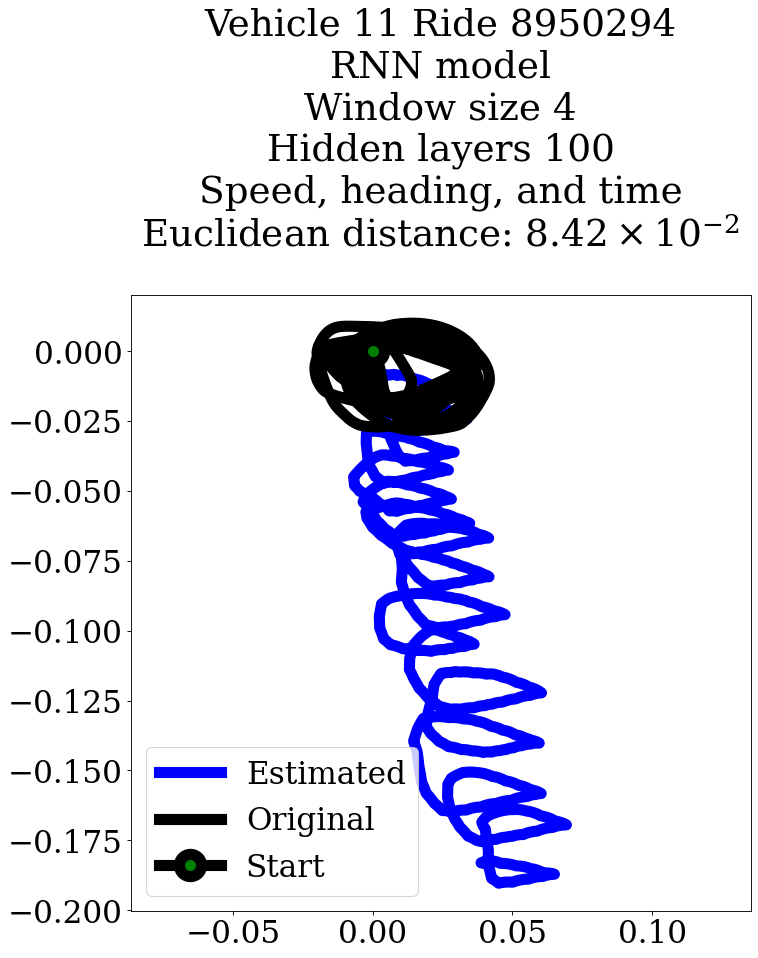 Vehicle 11 Ride 8950294
RNN model
Window size 4
Hidden layers 100
Speed, heading, and time
Euclidean distance: 8.42 × 10⁻²
0.000
−0.025
−0.050
−0.075
−0.100
−0.125
−0.150
−0.175
−0.200
Estimated
Original
Start
−0.05 0.00 0.05 0.10